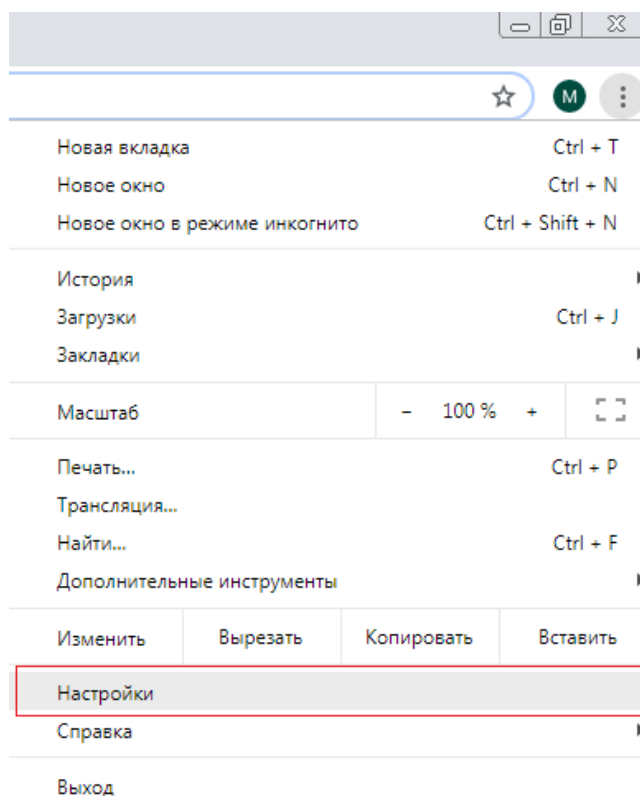 M
Новая вкладка Ctrl + T
Новое окно Ctrl + N
Новое окно в режиме инкогнито Ctrl + Shift + N
История
Загрузки Ctrl + J
Закладки
Масштаб - 100 % +
Печать... Ctrl + P
Трансляция...
Найти... Ctrl + F
Дополнительные инструменты
Изменить Вырезать Копировать Вставить
Настройки
Справка
Выход